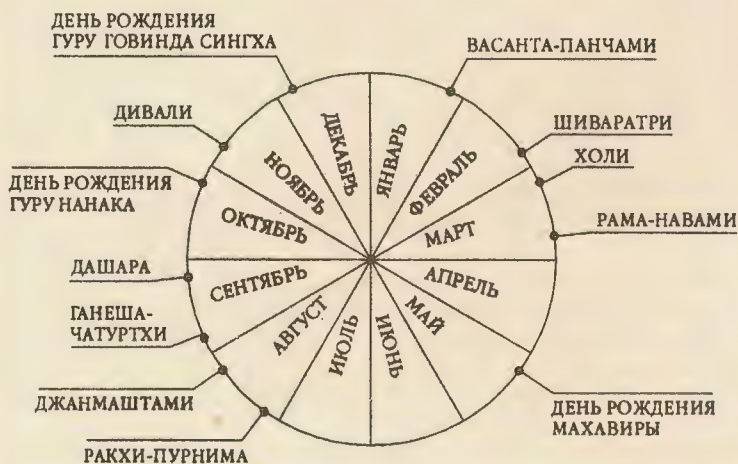 ДЕНЬ РОЖДЕНИЯ
ГУРУ ГОВИНДА СИНГХА
ВАСАНТА-ПАНЧАМИ
ДИВАЛИ
ШИВАРАТРИ
ХОЛИ
ДЕНЬ РОЖДЕНИЯ
ГУРУ НАНАКА
РАМА-НАВАМИ
ДАШАРА
ГАНЕША-
ЧАТУРТХИ
ДЖАНМАШТАМИ
РАКХИ-ПУРНИМА
ДЕНЬ РОЖДЕНИЯ
МАХАВИРЫ
ЯНВАРЬ
ФЕВРАЛЬ
МАРТ
АПРЕЛЬ
МАЙ
ИЮНЬ
ИЮЛЬ
АВГУСТ
СЕНТЯБРЬ
ОКТЯБРЬ
НОЯБРЬ
ДЕКАБРЬ